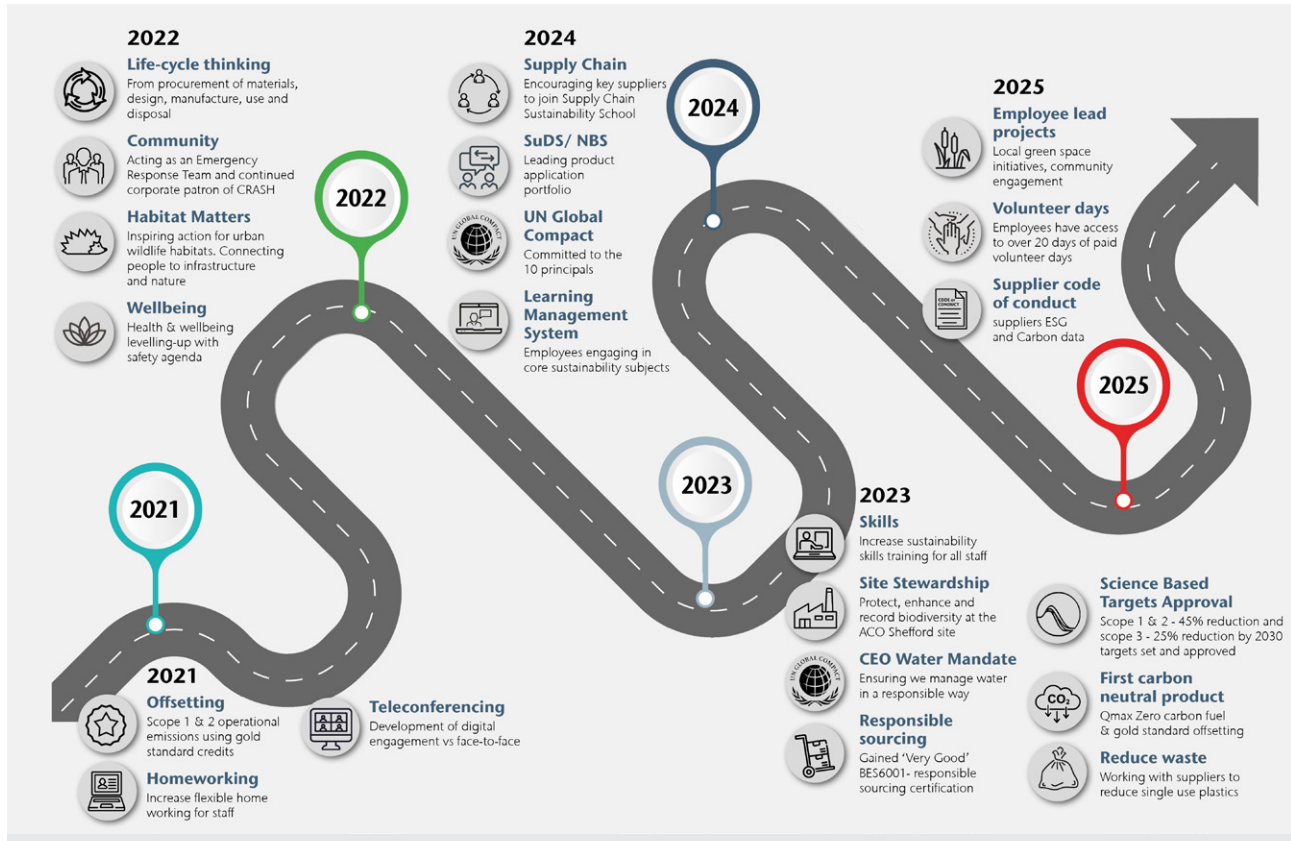 2022
Life-cycle thinking
From procurement of materials,
design, manufacture, use and
disposal
Community
Acting as an Emergency
Response Team and continued
corporate patron of CRASH
Habitat Matters
Inspiring action for urban
wildlife habitats. Connecting
people to infrastructure
and nature
Wellbeing
Health & wellbeing
levelling-up with
safety agenda
2024
Supply Chain
Encouraging key suppliers
to join Supply Chain
Sustainability School
SuDS/ NBS
Leading product
application
portfolio
UN GLOBAL COMPACT
UN Global
Compact
Committed to the
10 principals
Learning
Management
System
Employees engaging in
core sustainability subjects
2025
Employee lead
projects
Local green space
initiatives, community
engagement
Volunteer days
Employees have access
to over 20 days of paid
volunteer days
CODE of
CONDUCT
Supplier code
of conduct
suppliers ESG
and Carbon data
2021
2022
2023
2024
2025
2021
Offsetting
Scope 1 & 2 operational
emissions using gold
standard credits
Homeworking
Increase flexible home
working for staff
Teleconferencing
Development of digital
engagement vs face-to-face
2023
Skills
Increase sustainability
skills training for all staff
Site Stewardship
Protect, enhance and
record biodiversity at the
ACO Shefford site
UN GLOBAL COMPACT
CEO Water Mandate
Ensuring we manage water
in a responsible way
Responsible
sourcing
Gained ‘Very Good’
BES6001- responsible
sourcing certification
Science Based
Targets Approval
Scope 1 & 2 - 45% reduction and
scope 3 - 25% reduction by 2030
targets set and approved
CO₂
First carbon
neutral product
Qmax Zero carbon fuel
& gold standard offsetting
Reduce waste
Working with suppliers to
reduce single use plastics